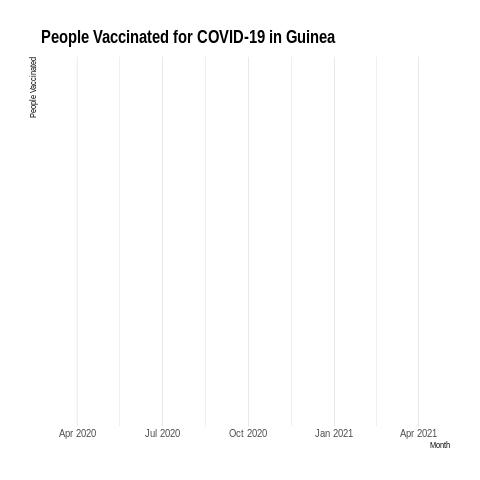 People Vaccinated for COVID-19 in Guinea
People Vaccinated
Apr 2020 Jul 2020 Oct 2020 Jan 2021 Apr 2021
Month